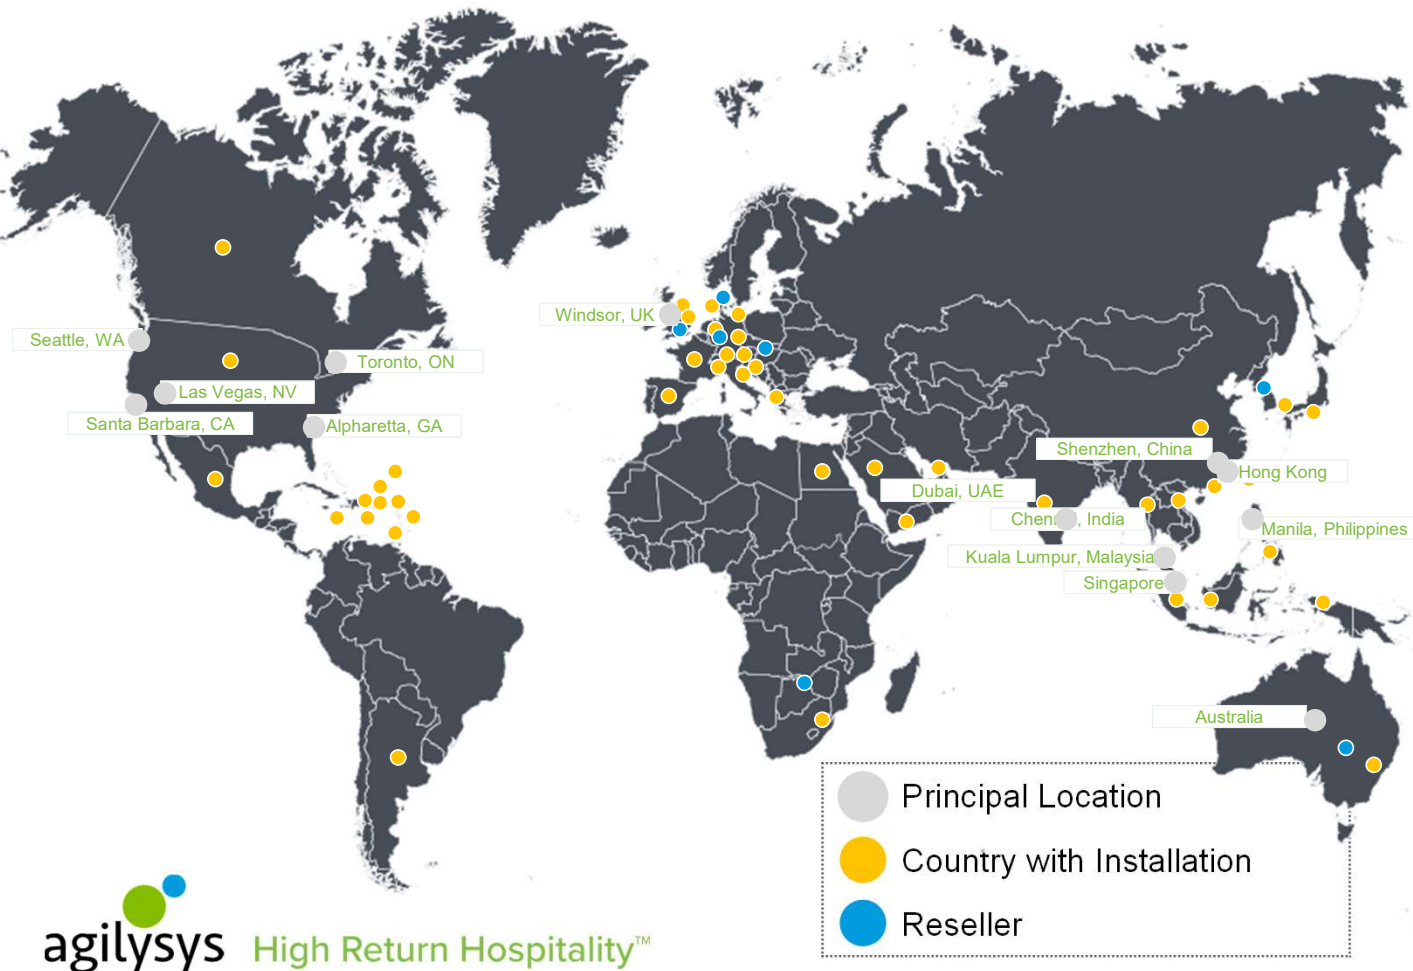 Windsor, UK
Seattle, WA
Toronto, ON
Las Vegas, NV
Santa Barbara, CA
Alpharetta, GA
Shenzhen, China
Hong Kong
Dubai, UAE
Chennai, India
Manila, Philippines
Kuala Lumpur, Malaysia
Singapore
Australia
Principal Location
Country with Installation
Reseller
agilysys High Return Hospitality™